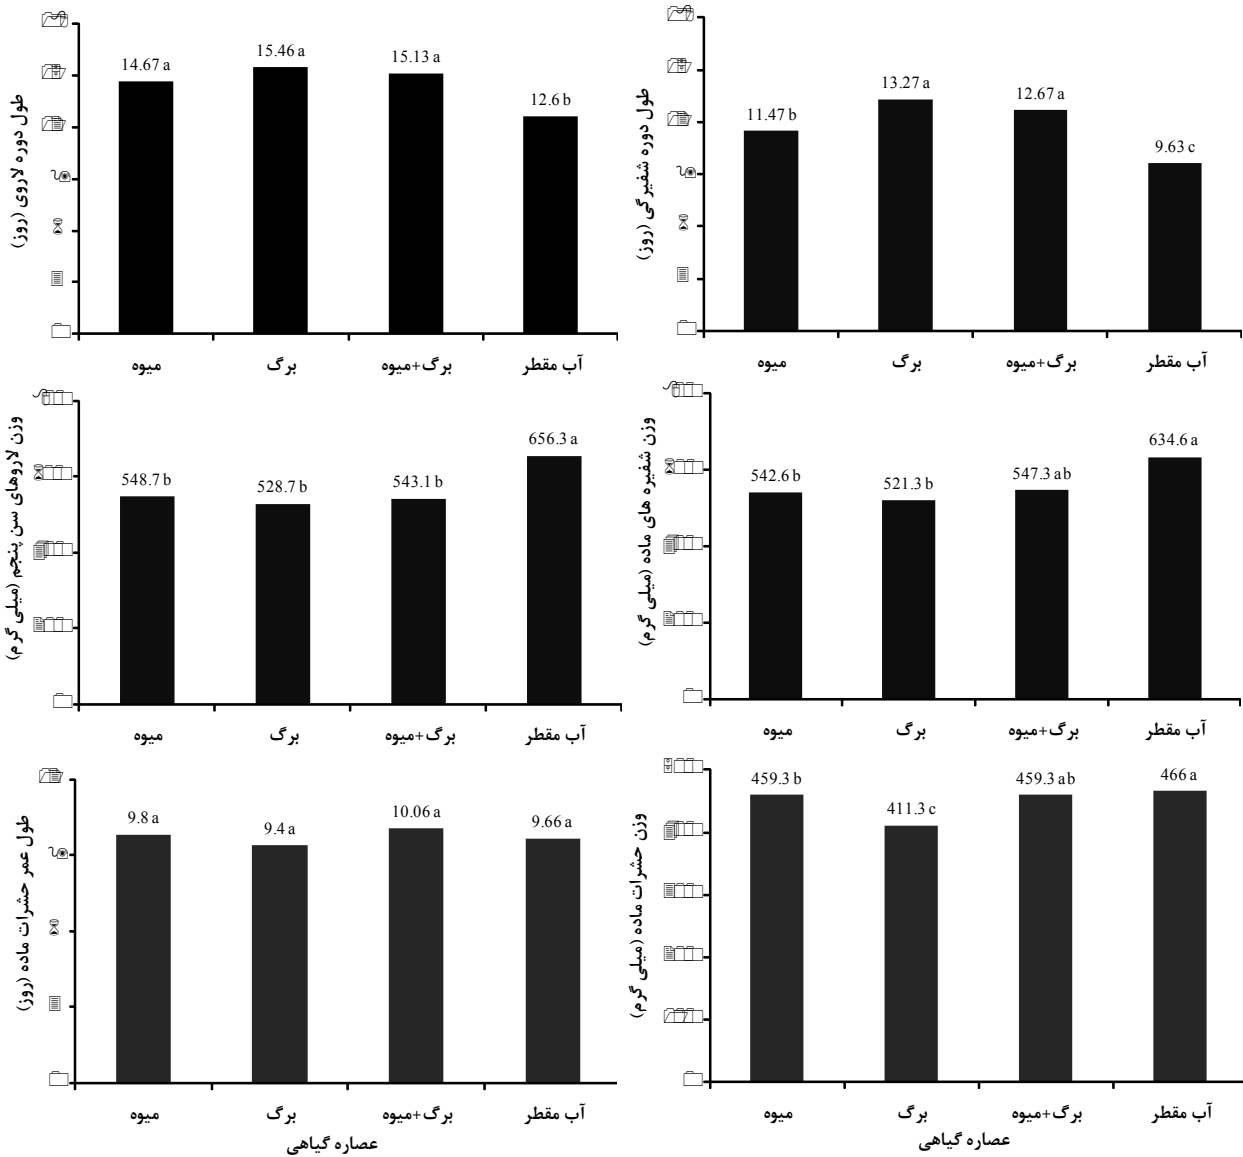 طول دوره لاروی (روز)
14.67 a
15.46 a
15.13 a
12.6 b
میوه
برگ
برگ+میوه
آب مقطر
طول دوره شفیرگی (روز)
11.47 b
13.27 a
12.67 a
9.63 c
میوه
برگ
برگ+میوه
آب مقطر
وزن لاروهای سن پنجم (میلی گرم)
548.7 b
528.7 b
543.1 b
656.3 a
میوه
برگ
برگ+میوه
آب مقطر
وزن شفیره های ماده (میلی گرم)
542.6 b
521.3 b
547.3 ab
634.6 a
میوه
برگ
برگ+میوه
آب مقطر
طول عمر حشرات ماده (روز)
9.8 a
9.4 a
10.06 a
9.66 a
میوه
برگ
برگ+میوه
آب مقطر
عصاره گیاهی
وزن حشرات ماده (میلی گرم)
459.3 b
411.3 c
459.3 ab
466 a
میوه
برگ
برگ+میوه
آب مقطر
عصاره گیاهی